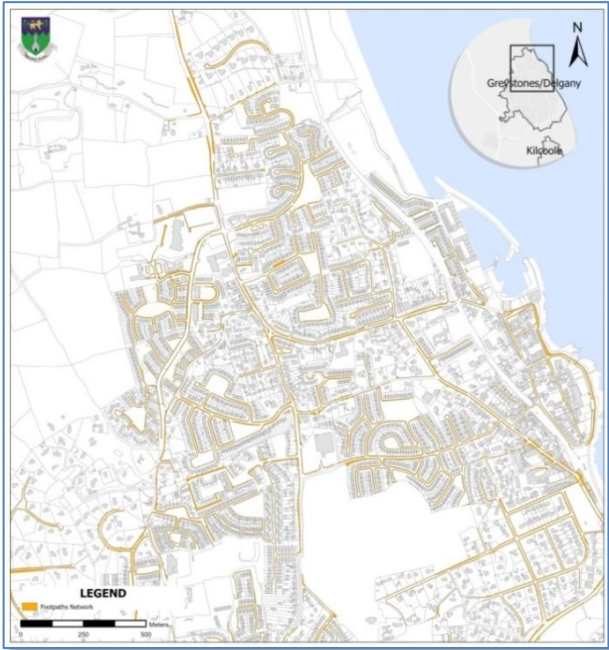 N
Greystones/Delgany
Kilcoole
LEGEND
Footpaths Network
0 250 500 Meters